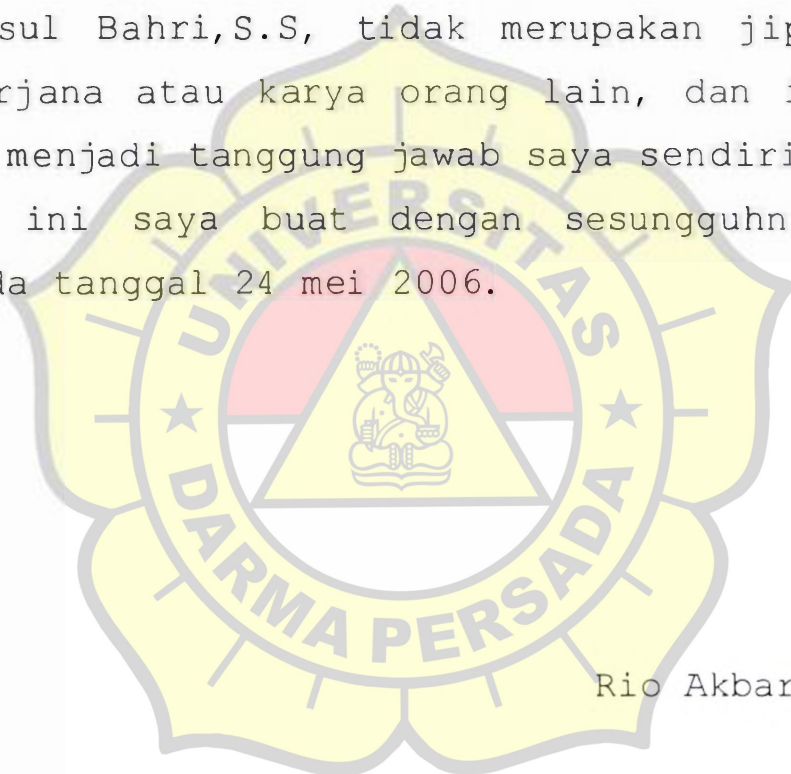 sul Bahri,S.S, tidak merupakan jip
rjana atau karya orang lain, dan
menjadi tanggung jawab saya sendiri
ini saya buat dengan sesungguhn
da tanggal 24 mei 2006.
UNIVERSITAS
DARMA PERSADA
Rio Akbar